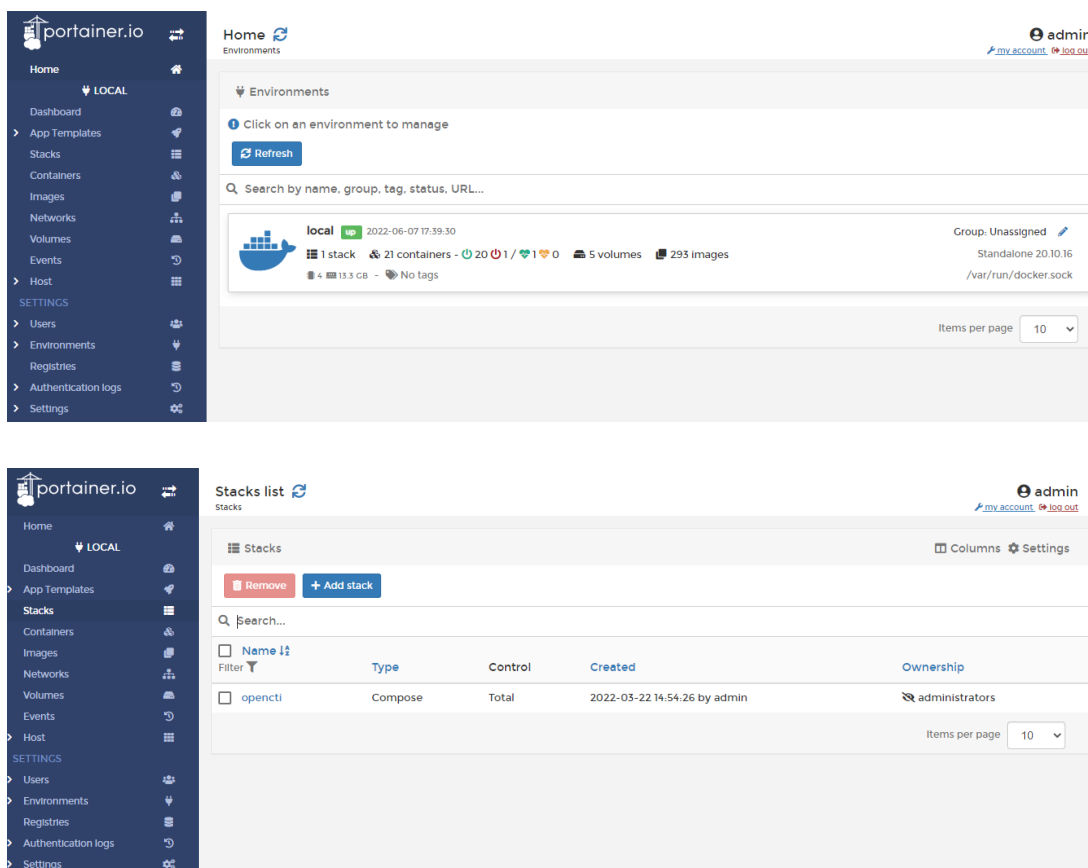 portainer.io
Home
LOCAL
Dashboard
App Templates
Stacks
Containers
Images
Networks
Volumes
Events
Host
SETTINGS
Users
Environments
Registries
Authentication logs
Settings
Home
Environments
admin
my account log ou
Environments
Click on an environment to manage
Refresh
Search by name, group, tag, status, URL...
local up 2022-06-07 17:39:30
Group: Unassigned
1 stack 21 containers - 20 1 / 1 0 5 volumes 293 images
Standalone 20.10.16
4 13.3 GB - No tags
/var/run/docker.sock
Items per page 10
portainer.io
Home
LOCAL
Dashboard
App Templates
Stacks
Containers
Images
Networks
Volumes
Events
Host
SETTINGS
Users
Environments
Registries
Authentication logs
Settings
Stacks list
Stacks
admin
my account log out
Stacks
Columns Settings
Remove + Add stack
Search...
Name
Filter Type Control Created Ownership
opencti Compose Total 2022-03-22 14:54:26 by admin administrators
Items per page 10